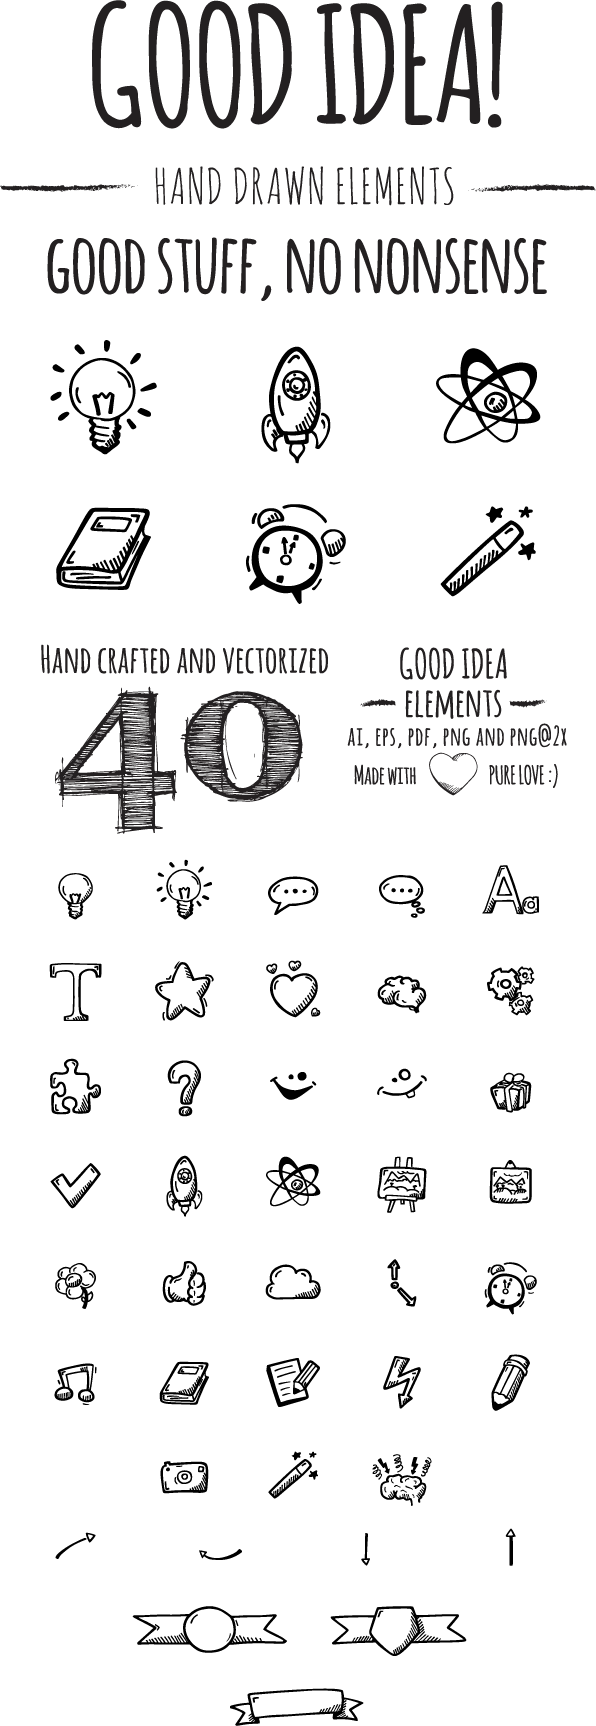 GOOD IDEA!
HAND DRAWN ELEMENTS
GOOD STUFF, NO NONSENSE
HAND CRAFTED AND VECTORIZED
40
GOOD IDEA
ELEMENTS
AI, EPS, PDF, PNG AND PNG@2X
MADE WITH PURE LOVE :)
Aa
T
?